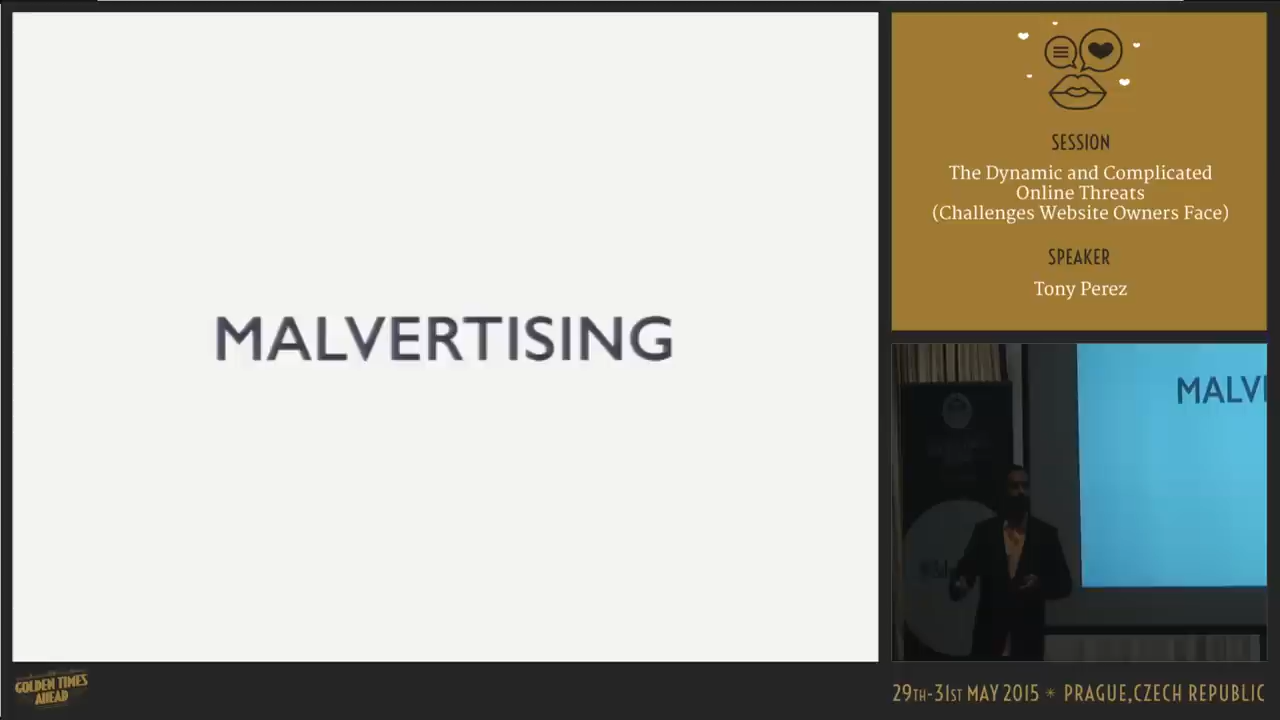 MALVERTISING
SESSION
The Dynamic and Complicated
Online Threats
(Challenges Website Owners Face)
SPEAKER
Tony Perez
MALV
GOLDEN TIMES
AHEAD
29TH-31ST MAY 2015 * PRAGUE,CZECH REPUBLIC